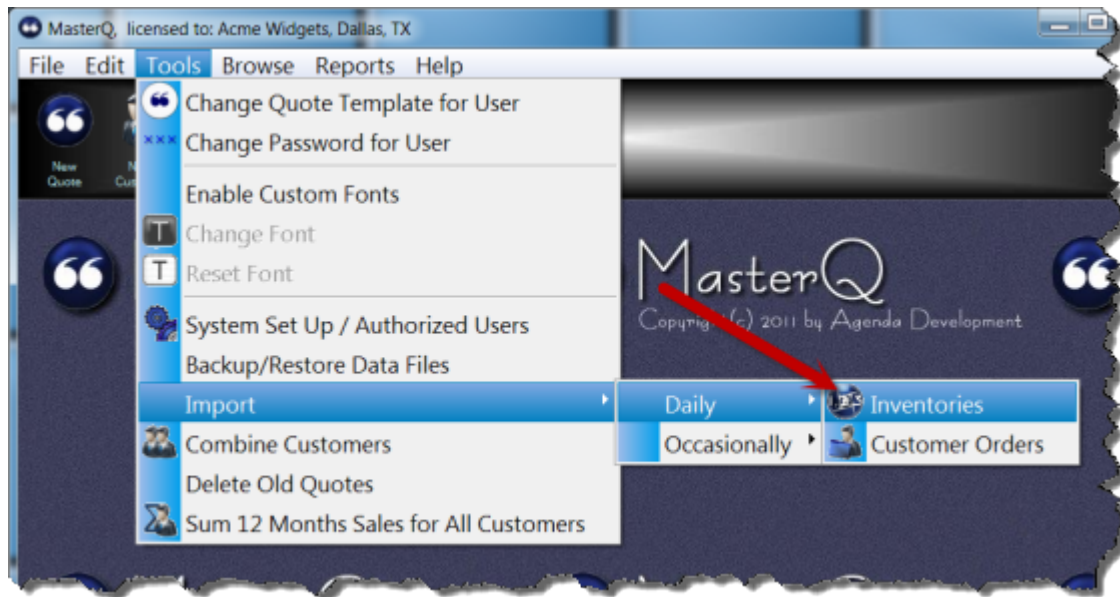 MasterQ, licensed to: Acme Widgets, Dallas, TX
File Edit Tools Browse Reports Help
New
Quote
Change Quote Template for User
××× Change Password for User
Enable Custom Fonts
T Change Font
T Reset Font
System Set Up / Authorized Users
Backup/Restore Data Files
Import
Combine Customers
Delete Old Quotes
Sum 12 Months Sales for All Customers
Daily
Occasionally
Inventories
Customer Orders
MasterQ
Copyright (c) 2011 by Agenda Development